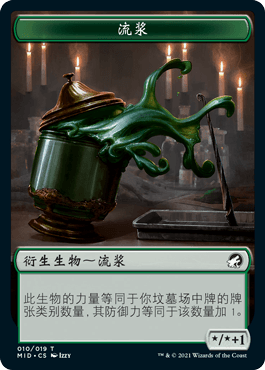 流浆
衍生生物～流浆
此生物的力量等同于你坟墓场中牌的牌
张类别数量，其防御力等于该数量加1。
*/*+1
010/019 T
MID • CS Izzy
™ & © 2021 Wizards of the Coast